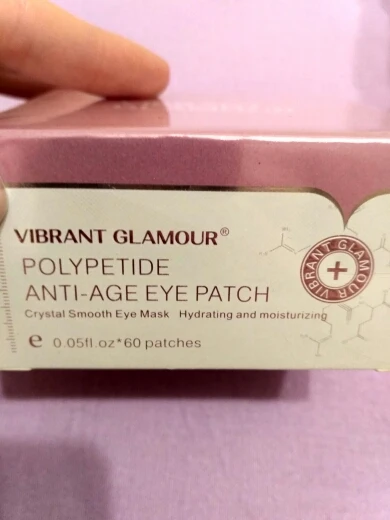 VIBRANT GLAMOUR®
POLYPETIDE
ANTI-AGE EYE PATCH
Crystal Smooth Eye Mask Hydrating and moisturizing
e 0.05fl.oz*60 patches
VIBRANT GLAMOUR
VIBRANT